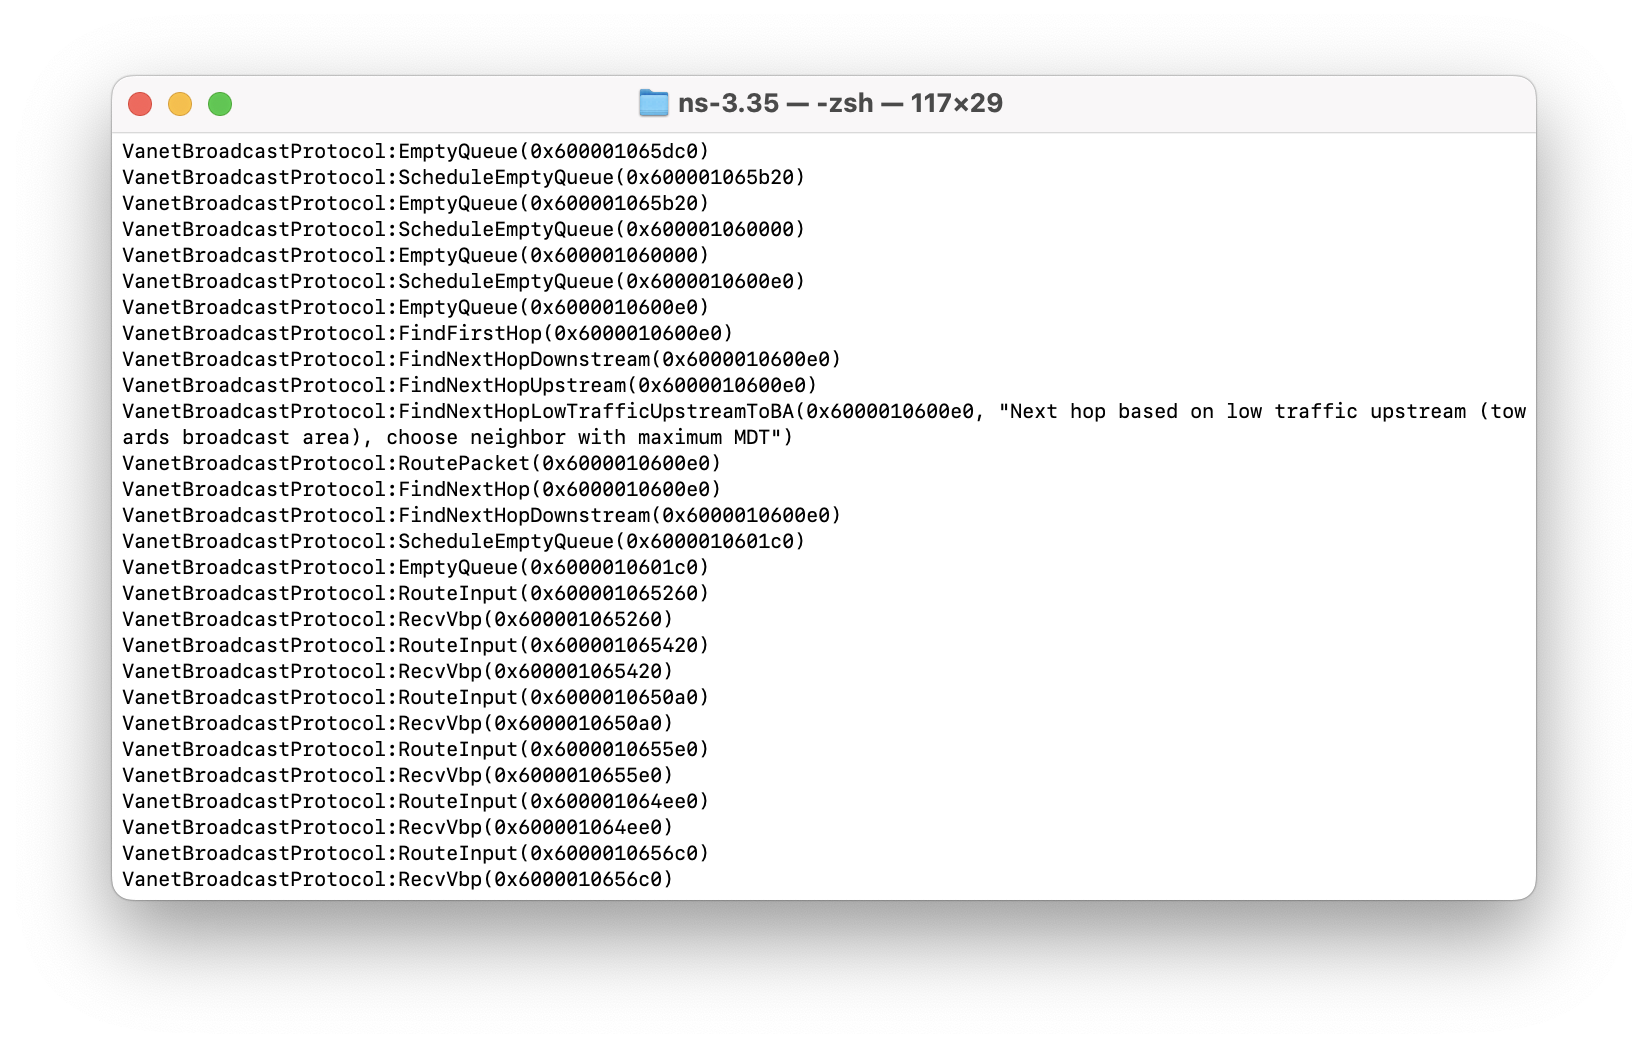 ns-3.35 — -zsh — 117×29
VanetBroadcastProtocol:EmptyQueue(0x600001065dc0)
VanetBroadcastProtocol:ScheduleEmptyQueue(0x600001065b20)
VanetBroadcastProtocol:EmptyQueue(0x600001065b20)
VanetBroadcastProtocol:ScheduleEmptyQueue(0x600001060000)
VanetBroadcastProtocol:EmptyQueue(0x600001060000)
VanetBroadcastProtocol:ScheduleEmptyQueue(0x6000010600e0)
VanetBroadcastProtocol:EmptyQueue(0x6000010600e0)
VanetBroadcastProtocol:FindFirstHop(0x6000010600e0)
VanetBroadcastProtocol:FindNextHopDownstream(0x6000010600e0)
VanetBroadcastProtocol:FindNextHopUpstream(0x6000010600e0)
VanetBroadcastProtocol:FindNextHopLowTrafficUpstreamToBA(0x6000010600e0, "Next hop based on low traffic upstream (tow
ards broadcast area), choose neighbor with maximum MDT")
VanetBroadcastProtocol:RoutePacket(0x6000010600e0)
VanetBroadcastProtocol:FindNextHop(0x6000010600e0)
VanetBroadcastProtocol:FindNextHopDownstream(0x6000010600e0)
VanetBroadcastProtocol:ScheduleEmptyQueue(0x6000010601c0)
VanetBroadcastProtocol:EmptyQueue(0x6000010601c0)
VanetBroadcastProtocol:RouteInput(0x600001065260)
VanetBroadcastProtocol:RecvVbp(0x600001065260)
VanetBroadcastProtocol:RouteInput(0x600001065420)
VanetBroadcastProtocol:RecvVbp(0x600001065420)
VanetBroadcastProtocol:RouteInput(0x6000010650a0)
VanetBroadcastProtocol:RecvVbp(0x6000010650a0)
VanetBroadcastProtocol:RouteInput(0x6000010655e0)
VanetBroadcastProtocol:RecvVbp(0x6000010655e0)
VanetBroadcastProtocol:RouteInput(0x600001064ee0)
VanetBroadcastProtocol:RecvVbp(0x600001064ee0)
VanetBroadcastProtocol:RouteInput(0x6000010656c0)
VanetBroadcastProtocol:RecvVbp(0x6000010656c0)